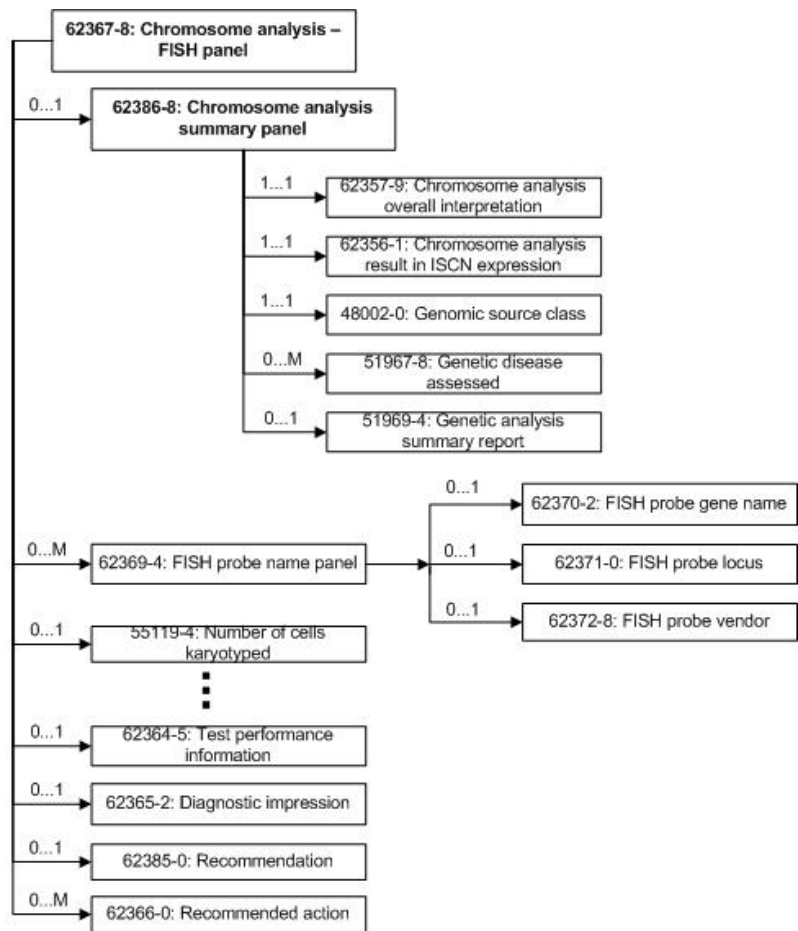 62367-8: Chromosome analysis –
FISH panel
0...1
62386-8: Chromosome analysis
summary panel
1...1
62357-9: Chromosome analysis
overall interpretation
1...1
62356-1: Chromosome analysis
result in ISCN expression
1...1
48002-0: Genomic source class
0...M
51967-8: Genetic disease
assessed
0...1
51969-4: Genetic analysis
summary report
0...M
62369-4: FISH probe name panel
0...1
62370-2: FISH probe gene name
0...1
62371-0: FISH probe locus
0...1
62372-8: FISH probe vendor
0...1
55119-4: Number of cells
karyotyped
0...1
62364-5: Test performance
information
0...1
62365-2: Diagnostic impression
0...1
62385-0: Recommendation
0...M
62366-0: Recommended action